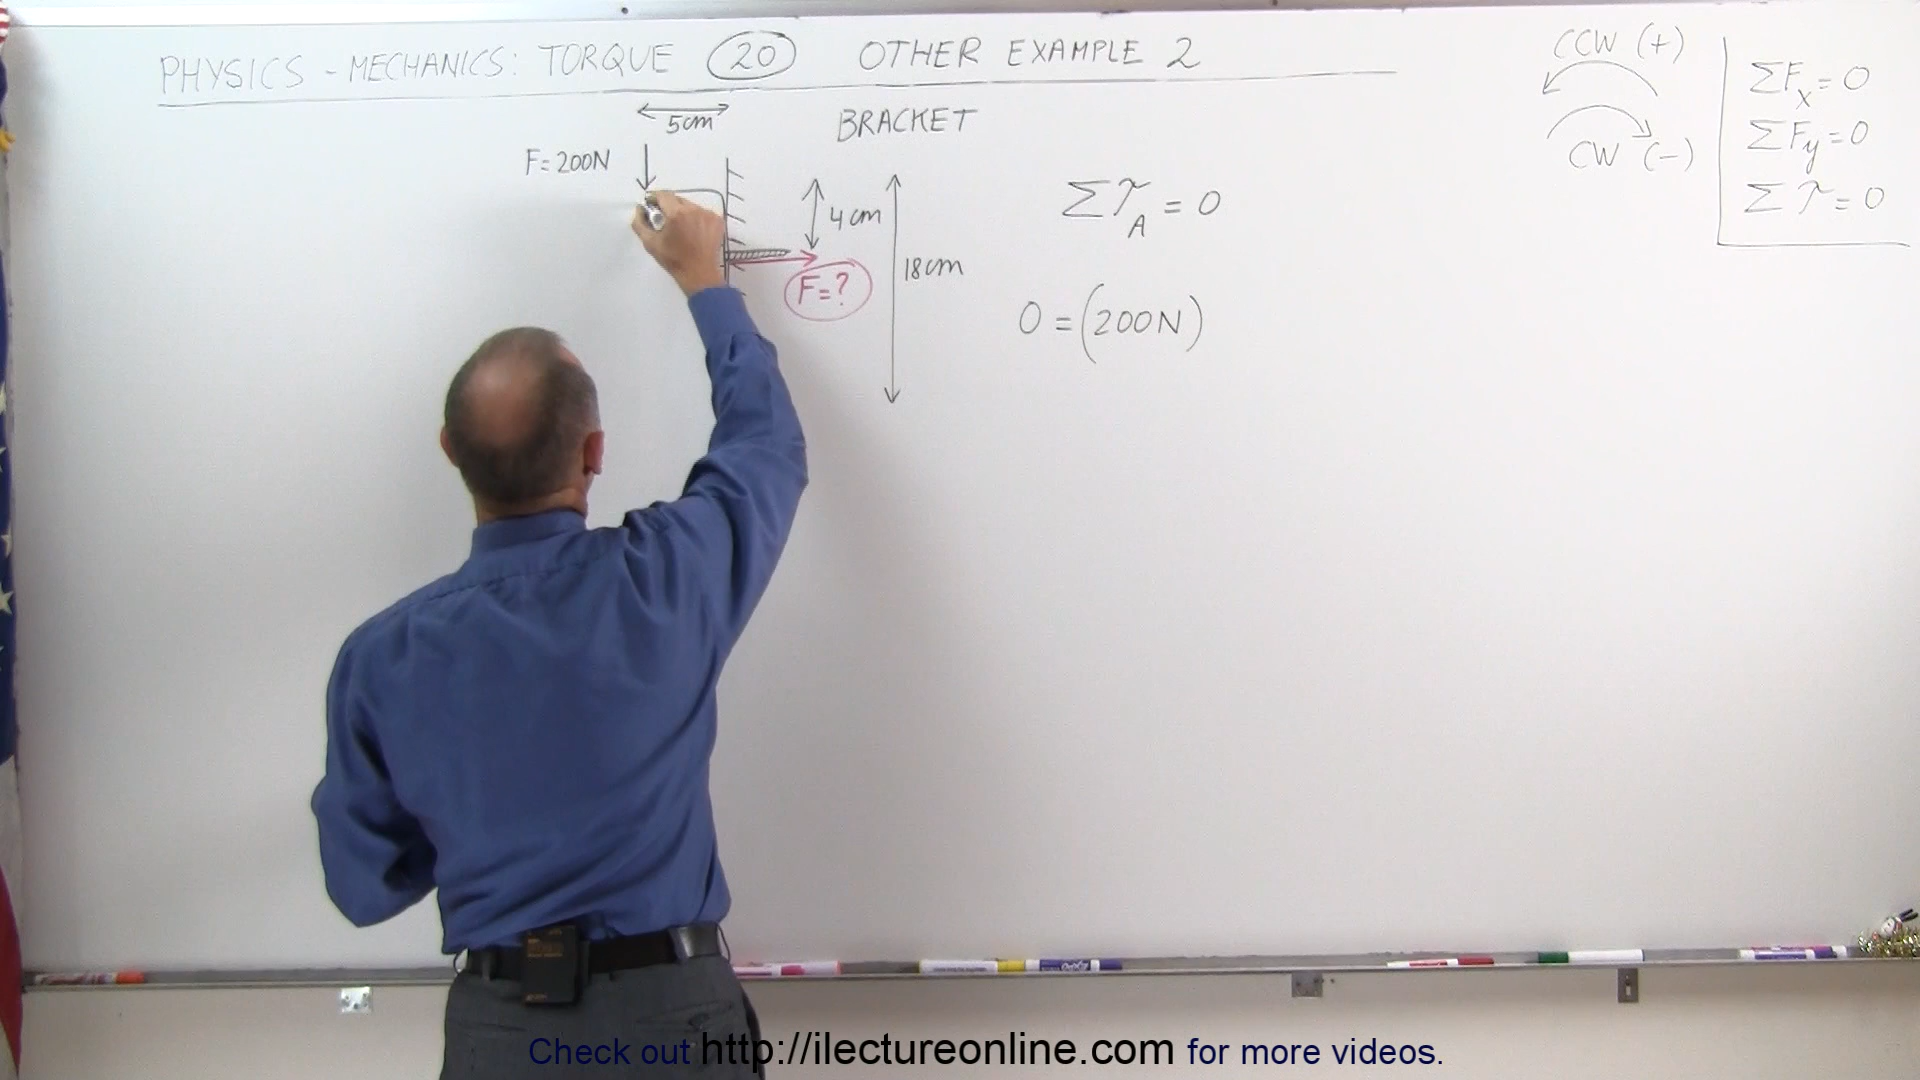 PHYSICS - MECHANICS: TORQUE 20 OTHER EXAMPLE 2
CCW (+)
CW (-)
ΣFx = 0
ΣFy = 0
Στ = 0
5cm
BRACKET
F= 200N
4cm
18cm
F=?
ΣτA = 0
0 = (200N)
Check out http://ilectureonline.com for more videos.